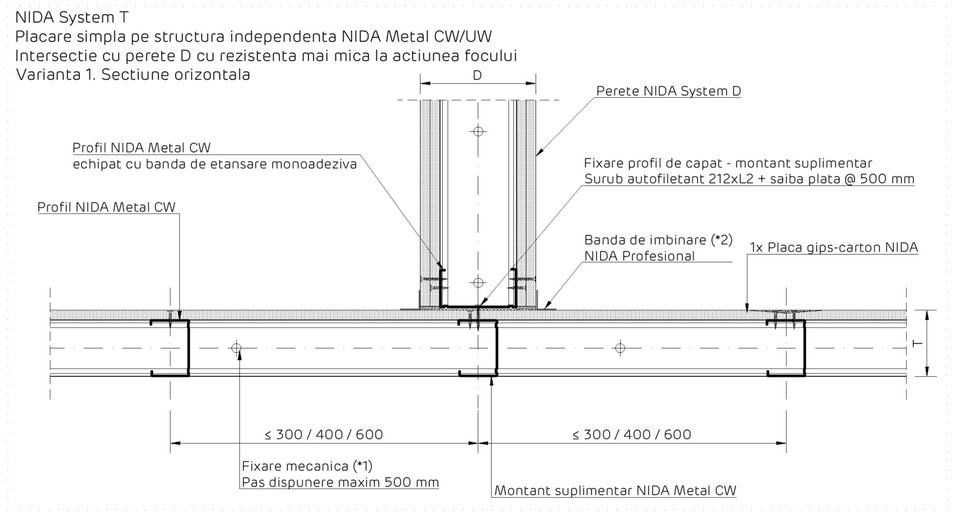 NIDA System T
Placare simpla pe structura independenta NIDA Metal CW/UW
Intersectie cu perete D cu rezistenta mai mica la actiunea focului
Varianta 1. Sectiune orizontala
D
Perete NIDA System D
Profil NIDA Metal CW
echipat cu banda de etansare monoadeziva
Fixare profil de capat - montant suplimentar
Surub autofiletant 212xL2 + saiba plata @ 500 mm
Profil NIDA Metal CW
Banda de imbinare (*2)
NIDA Profesional
1x Placa gips-carton NIDA
T
≤ 300 / 400 / 600
≤ 300 / 400 / 600
Fixare mecanica (*1)
Pas dispunere maxim 500 mm
Montant suplimentar NIDA Metal CW